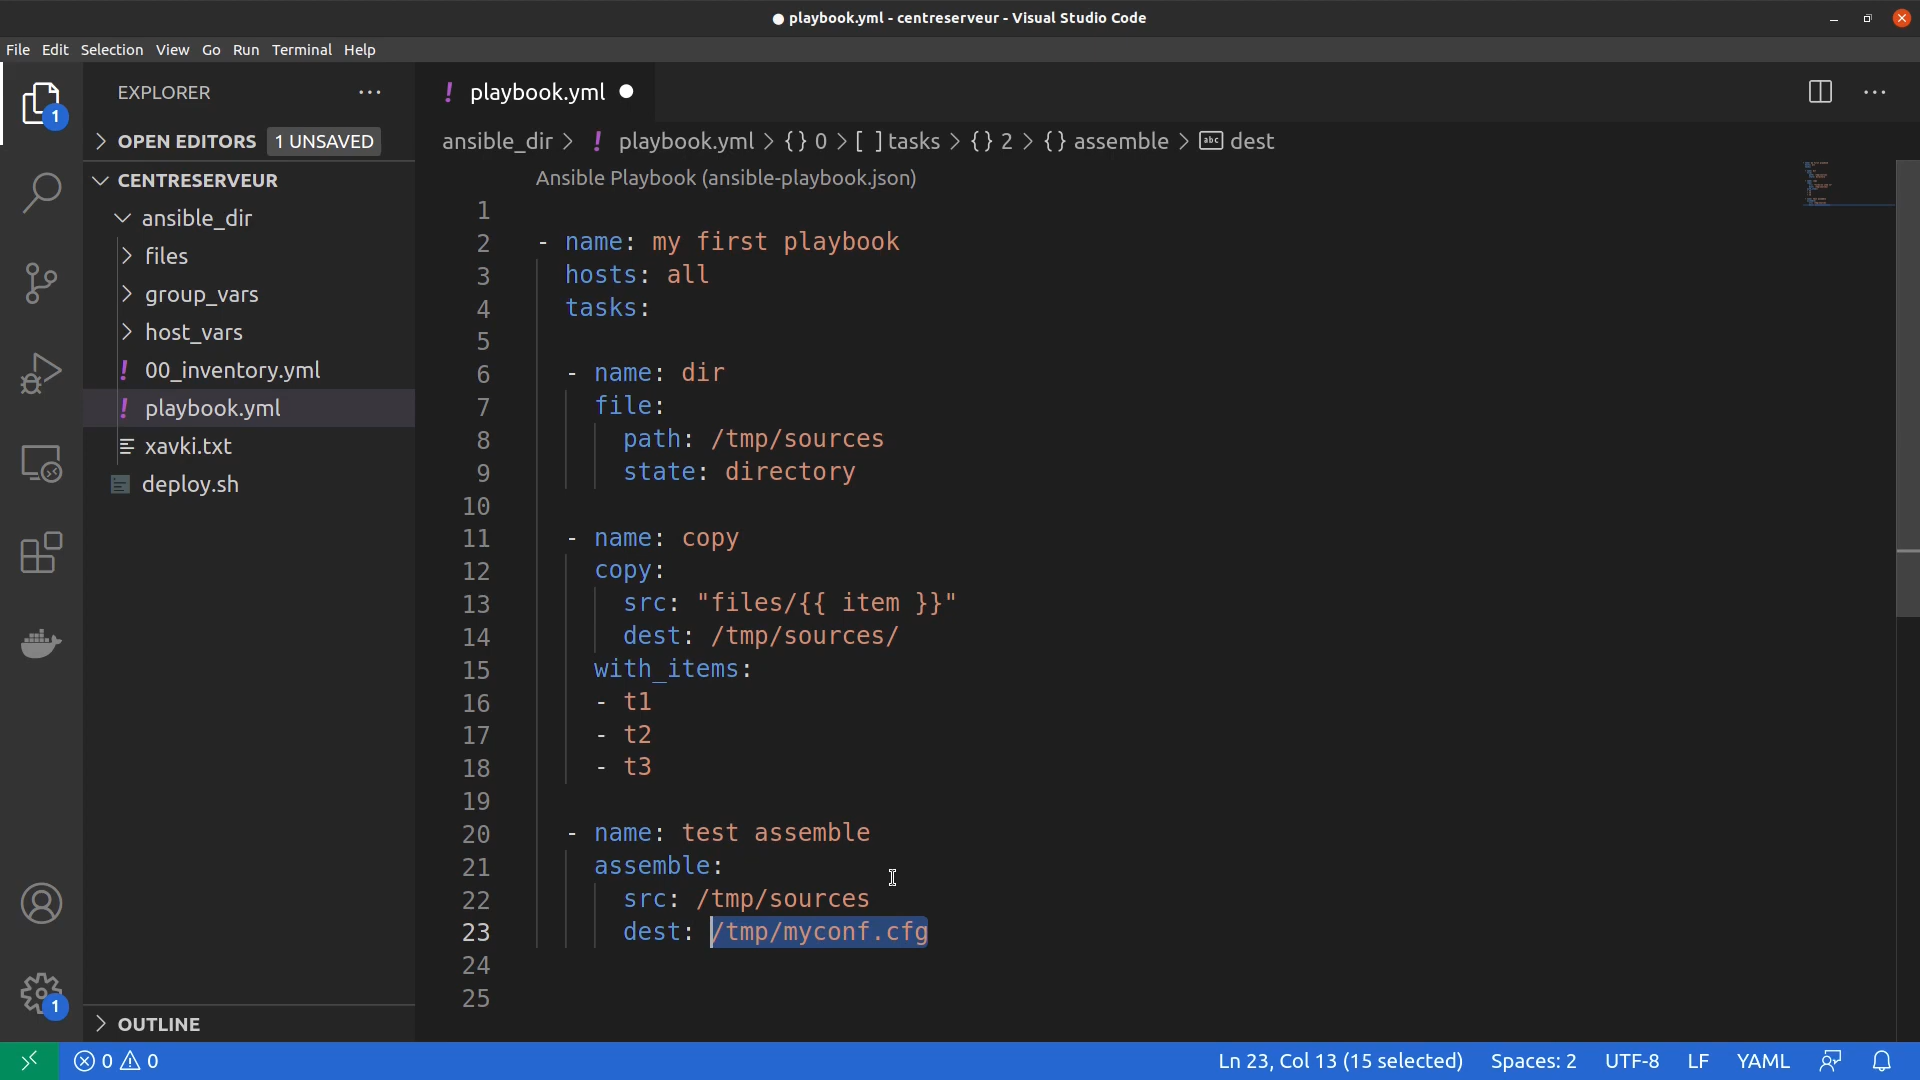 playbook.yml - centreserveur - Visual Studio Code
File Edit Selection View Go Run Terminal Help
EXPLORER
OPEN EDITORS 1 UNSAVED
CENTRESERVEUR
ansible_dir
files
group_vars
host_vars
! 00_inventory.yml
! playbook.yml
xavki.txt
deploy.sh
OUTLINE
1
1
! playbook.yml
ansible_dir > ! playbook.yml > {} 0 > [ ] tasks > {} 2 > {} assemble > abc dest
Ansible Playbook (ansible-playbook.json)
1
2 - name: my first playbook
3 hosts: all
4 tasks:
5
6 - name: dir
7 file:
8 path: /tmp/sources
9 state: directory
10
11 - name: copy
12 copy:
13 src: "files/{{ item }}"
14 dest: /tmp/sources/
15 with_items:
16 - t1
17 - t2
18 - t3
19
20 - name: test assemble
21 assemble:
22 src: /tmp/sources
23 dest: /tmp/myconf.cfg
24
25
0 0 Ln 23, Col 13 (15 selected) Spaces: 2 UTF-8 LF YAML